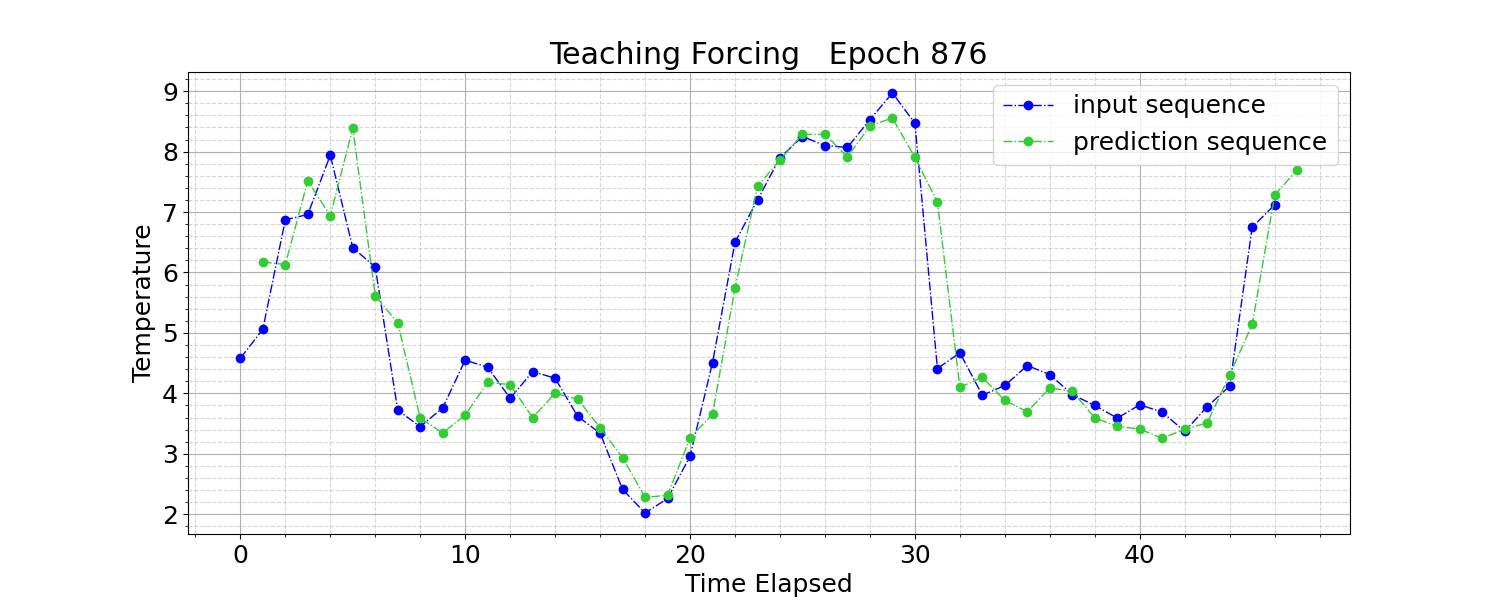 Teaching Forcing   Epoch 876
input sequence
prediction sequence
Temperature
9
8
7
6
5
4
3
2
0 10 20 30 40
Time Elapsed